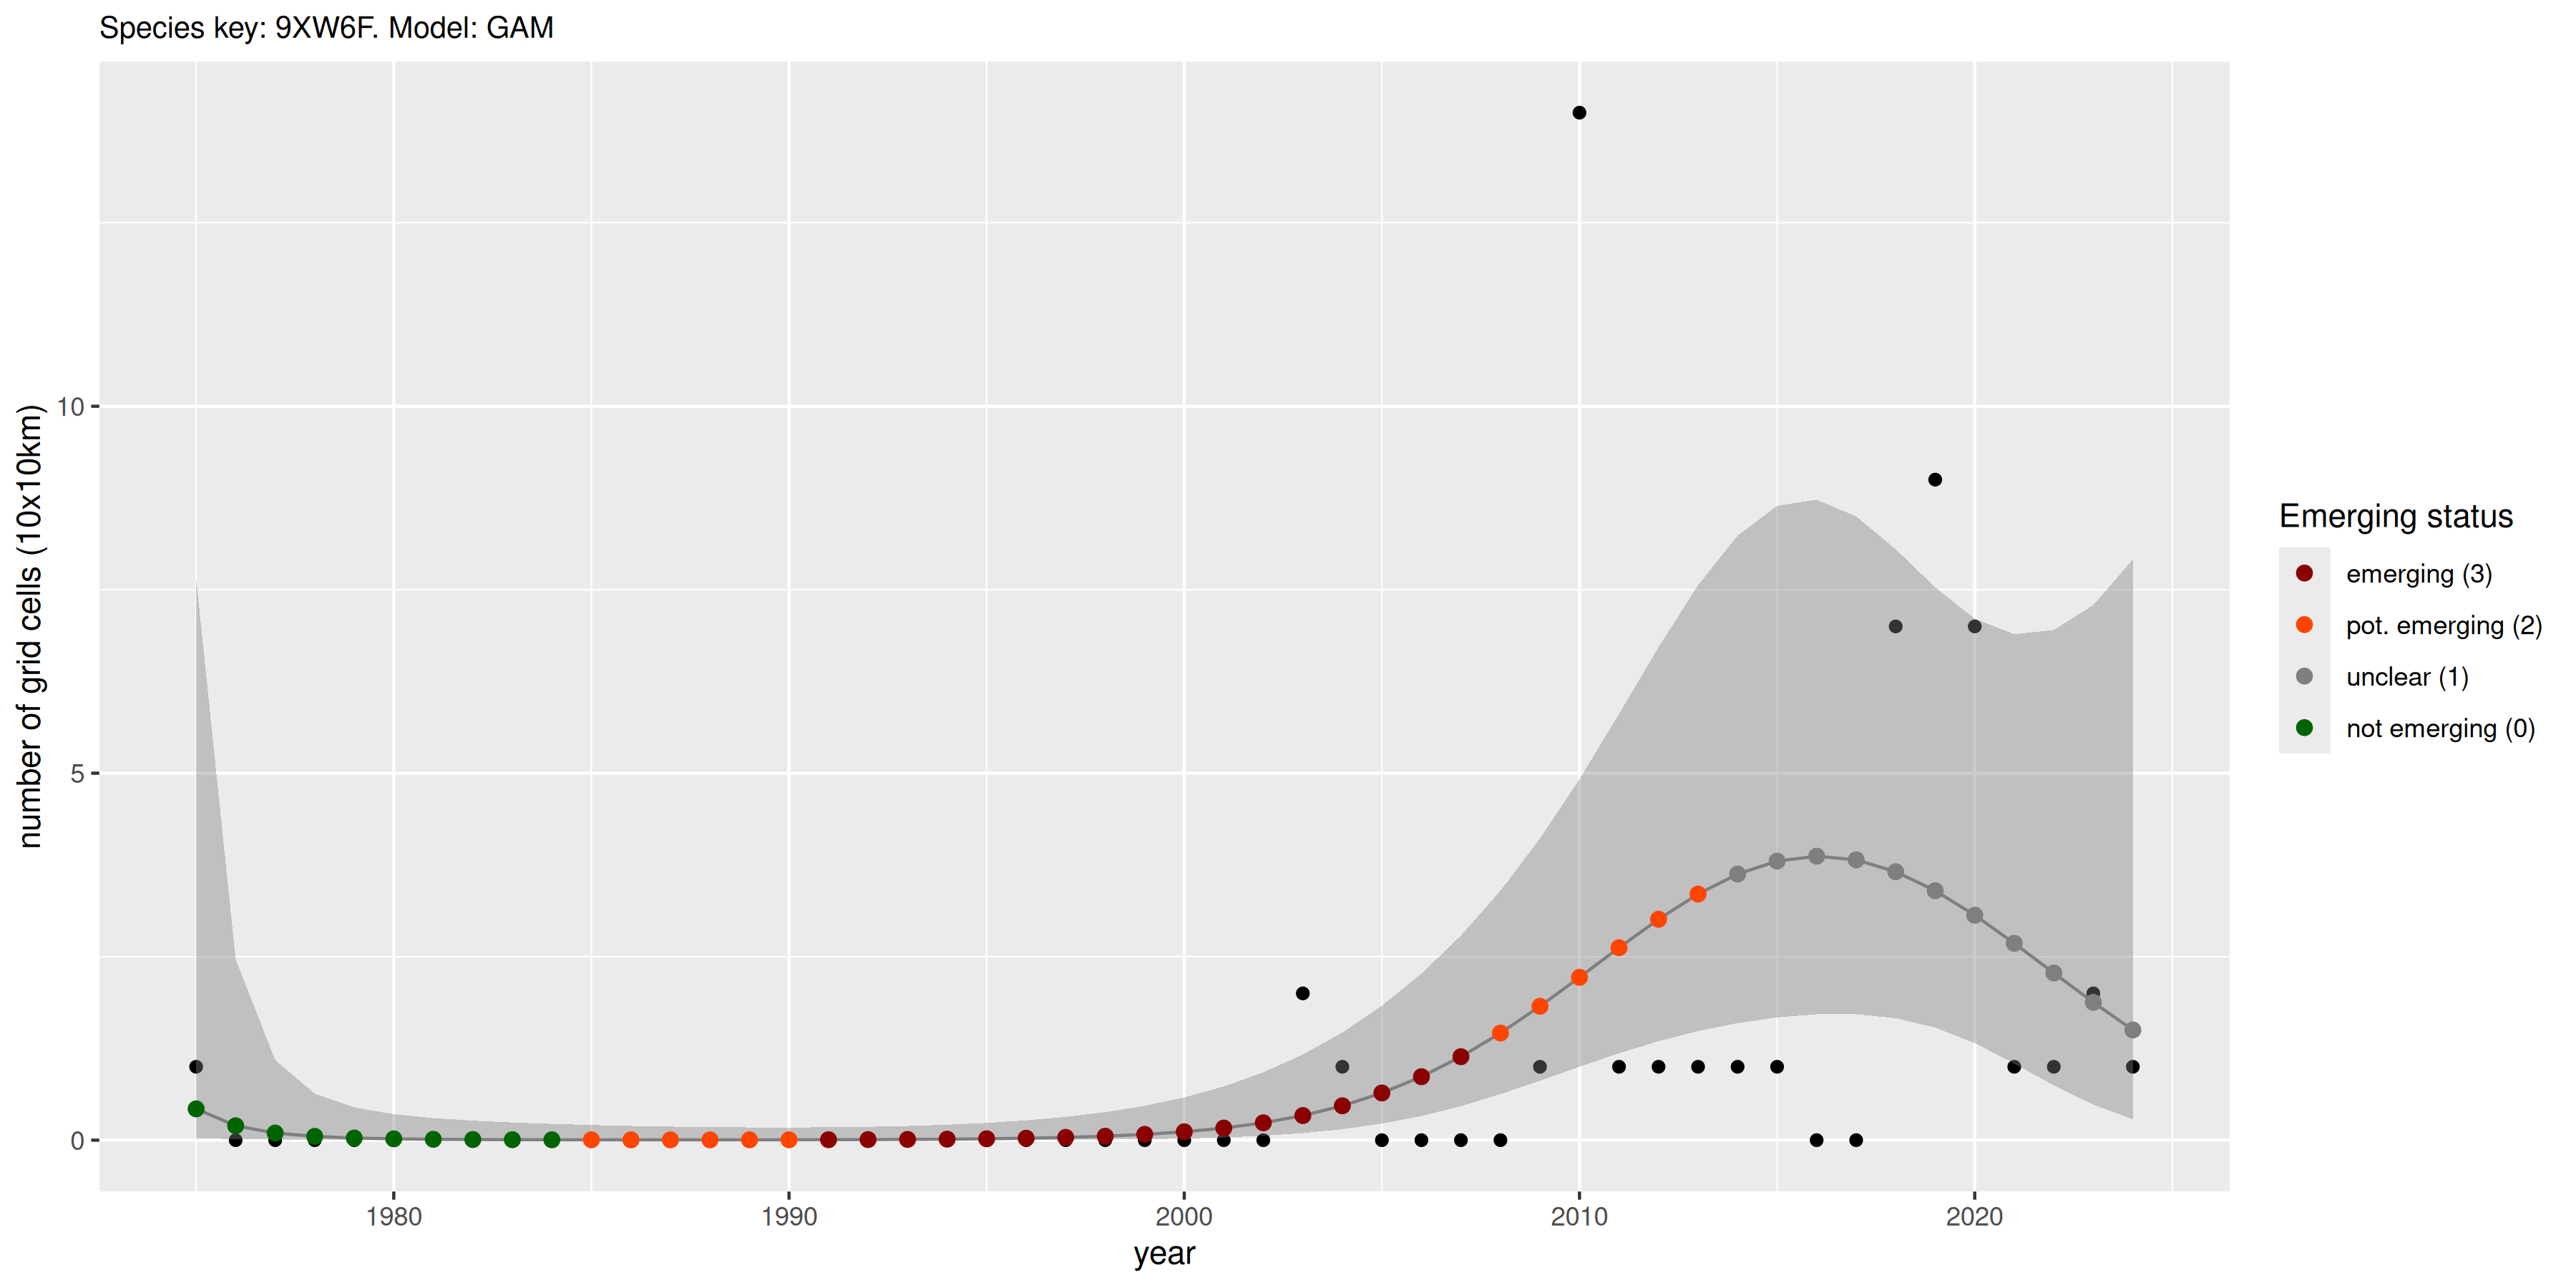 Species key: 9XW6F. Model: GAM
number of grid cells (10x10km)
10
5
0
1980
1990
2000
2010
2020
year
Emerging status
emerging (3)
pot. emerging (2)
unclear (1)
not emerging (0)